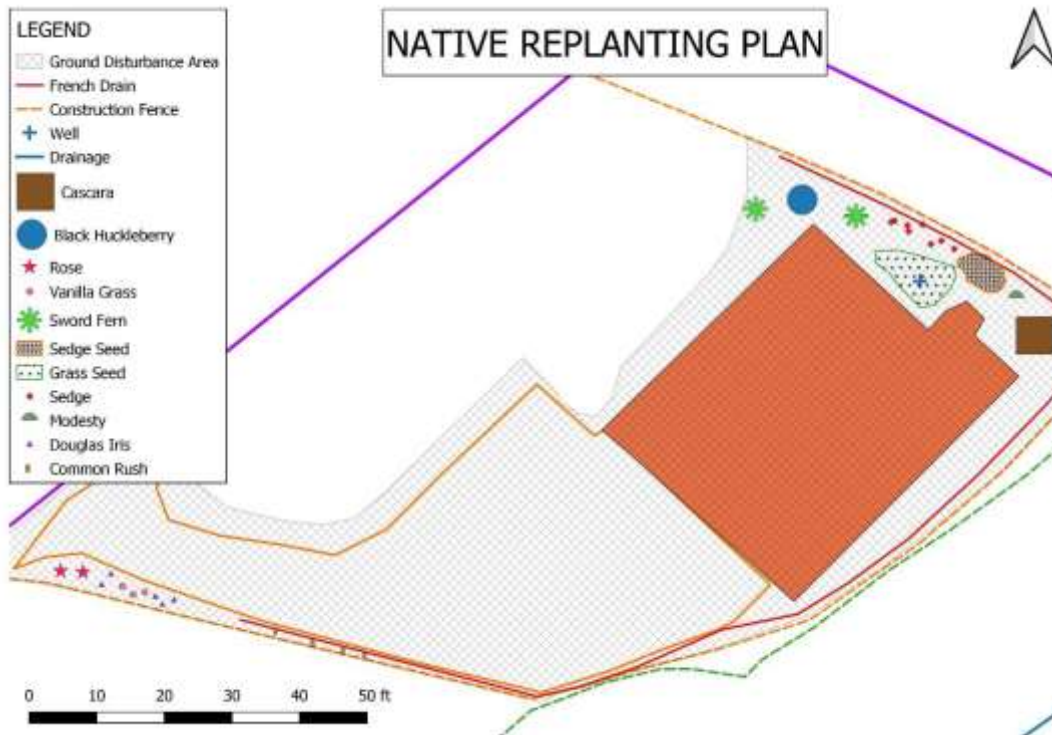 NATIVE REPLANTING PLAN
LEGEND
Ground Disturbance Area
French Drain
Construction Fence
Well
Drainage
Cascara
Black Huckleberry
Rose
Vanilla Grass
Sword Fern
Sedge Seed
Grass Seed
Sedge
Modesty
Douglas Iris
Common Rush
0 10 20 30 40 50 ft